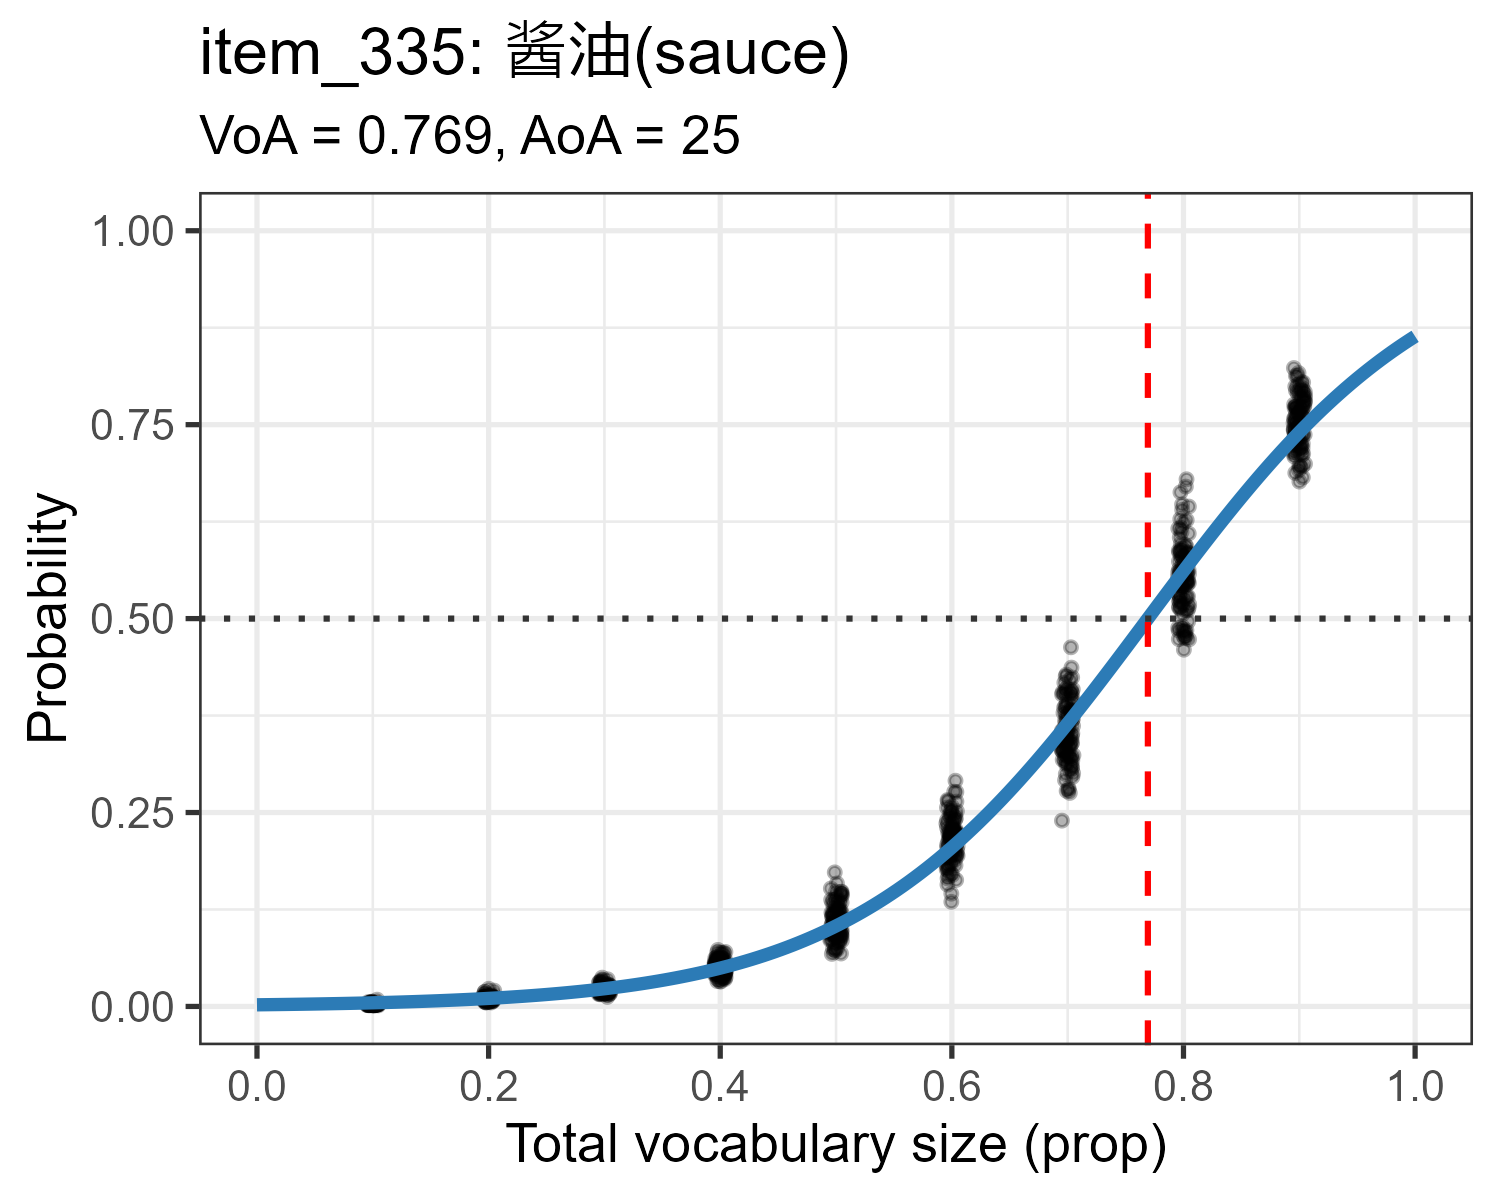 item_335: 酱油(sauce)
VoA = 0.769, AoA = 25
1.00
0.75
0.50
0.25
0.00
Probability
0.0 0.2 0.4 0.6 0.8 1.0
Total vocabulary size (prop)